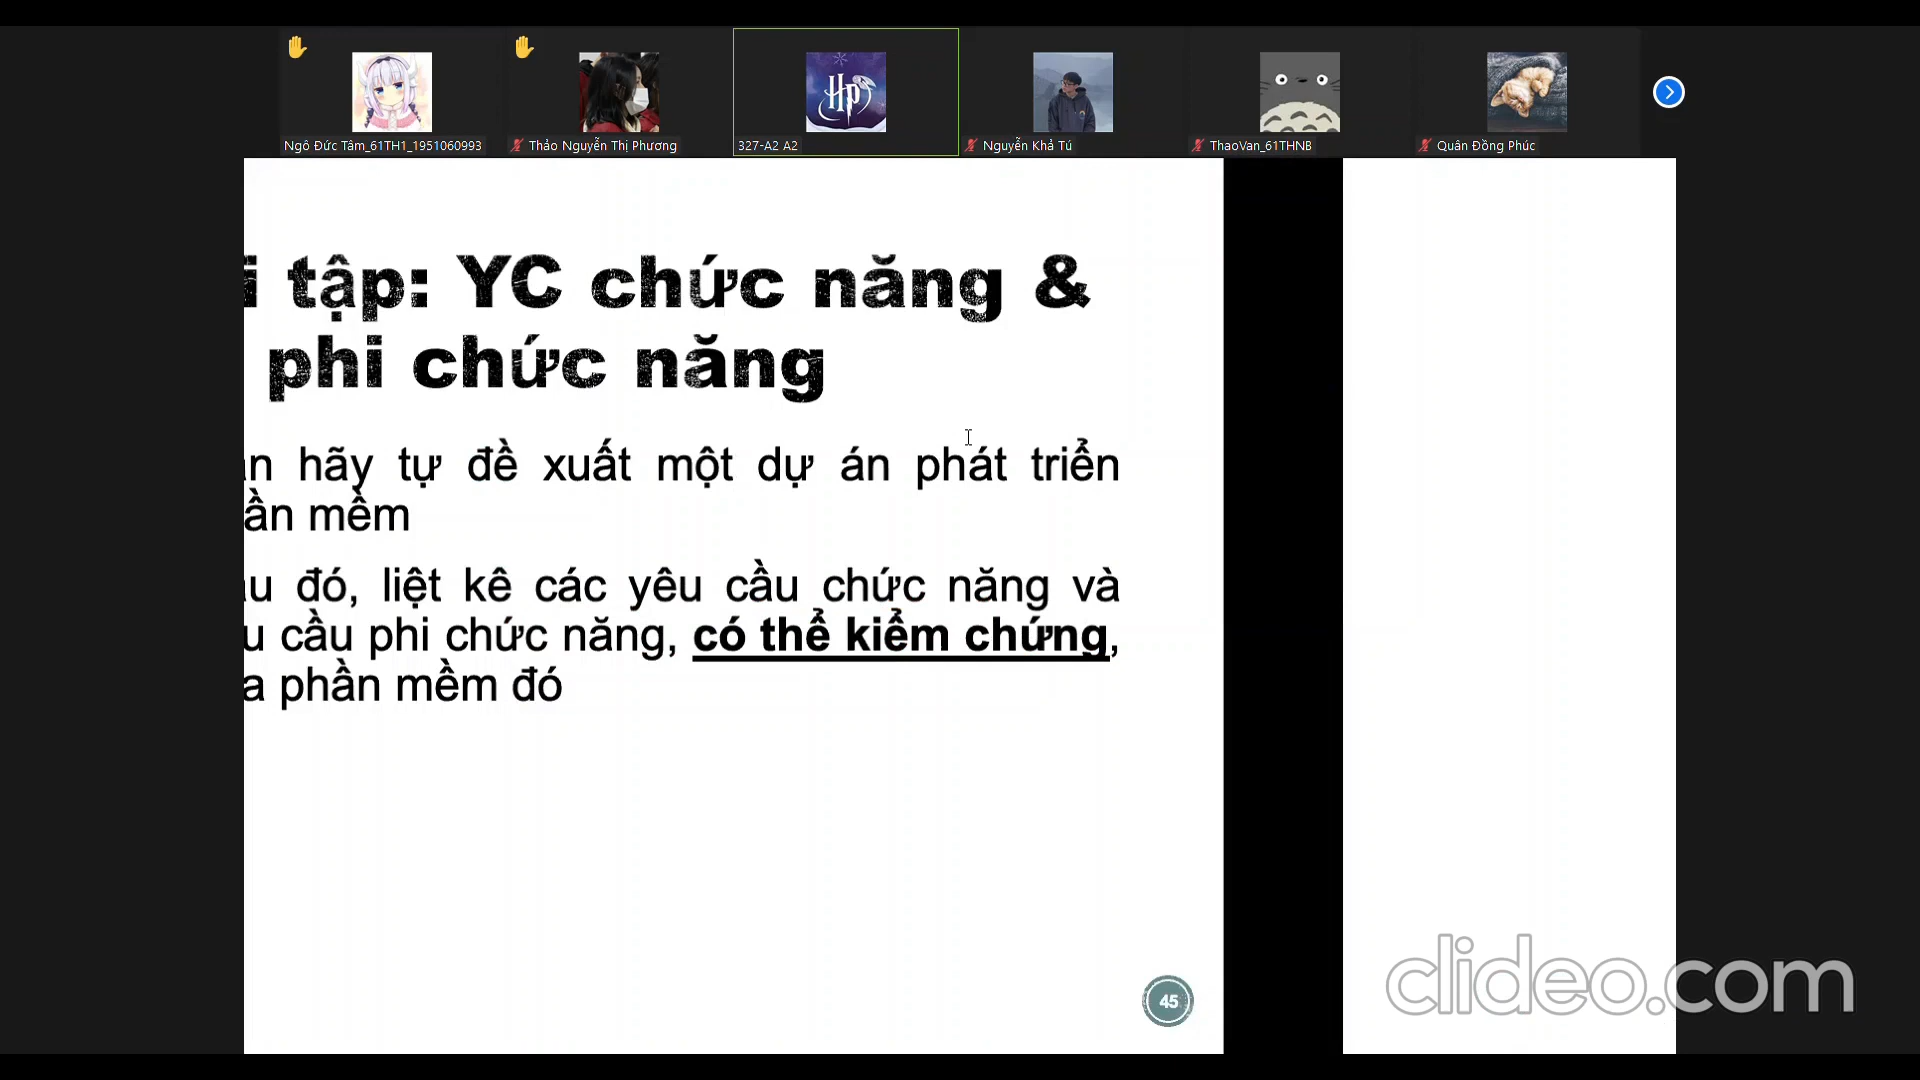 Ngô Đức Tâm_61TH1_1951060993
Thảo Nguyễn Thị Phương
HP
327-A2 A2
Nguyễn Khả Tú
ThaoVan_61THNB
Quân Đồng Phúc
i tập: YC chức năng &
phi chức năng
n hãy tự đề xuất một dự án phát triển
ần mềm
u đó, liệt kê các yêu cầu chức năng và
u cầu phi chức năng, có thể kiểm chứng,
a phần mềm đó
45
clideo.com